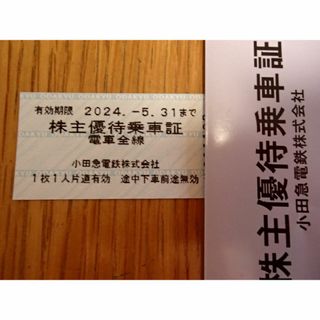 有効期限 2024.-5.31まで
株主優待乗車証
電車全線
小田急電鉄株式会社
1枚1人片道有効 途中下車前途無効
株主優待乗車証
小田急電鉄株式会社